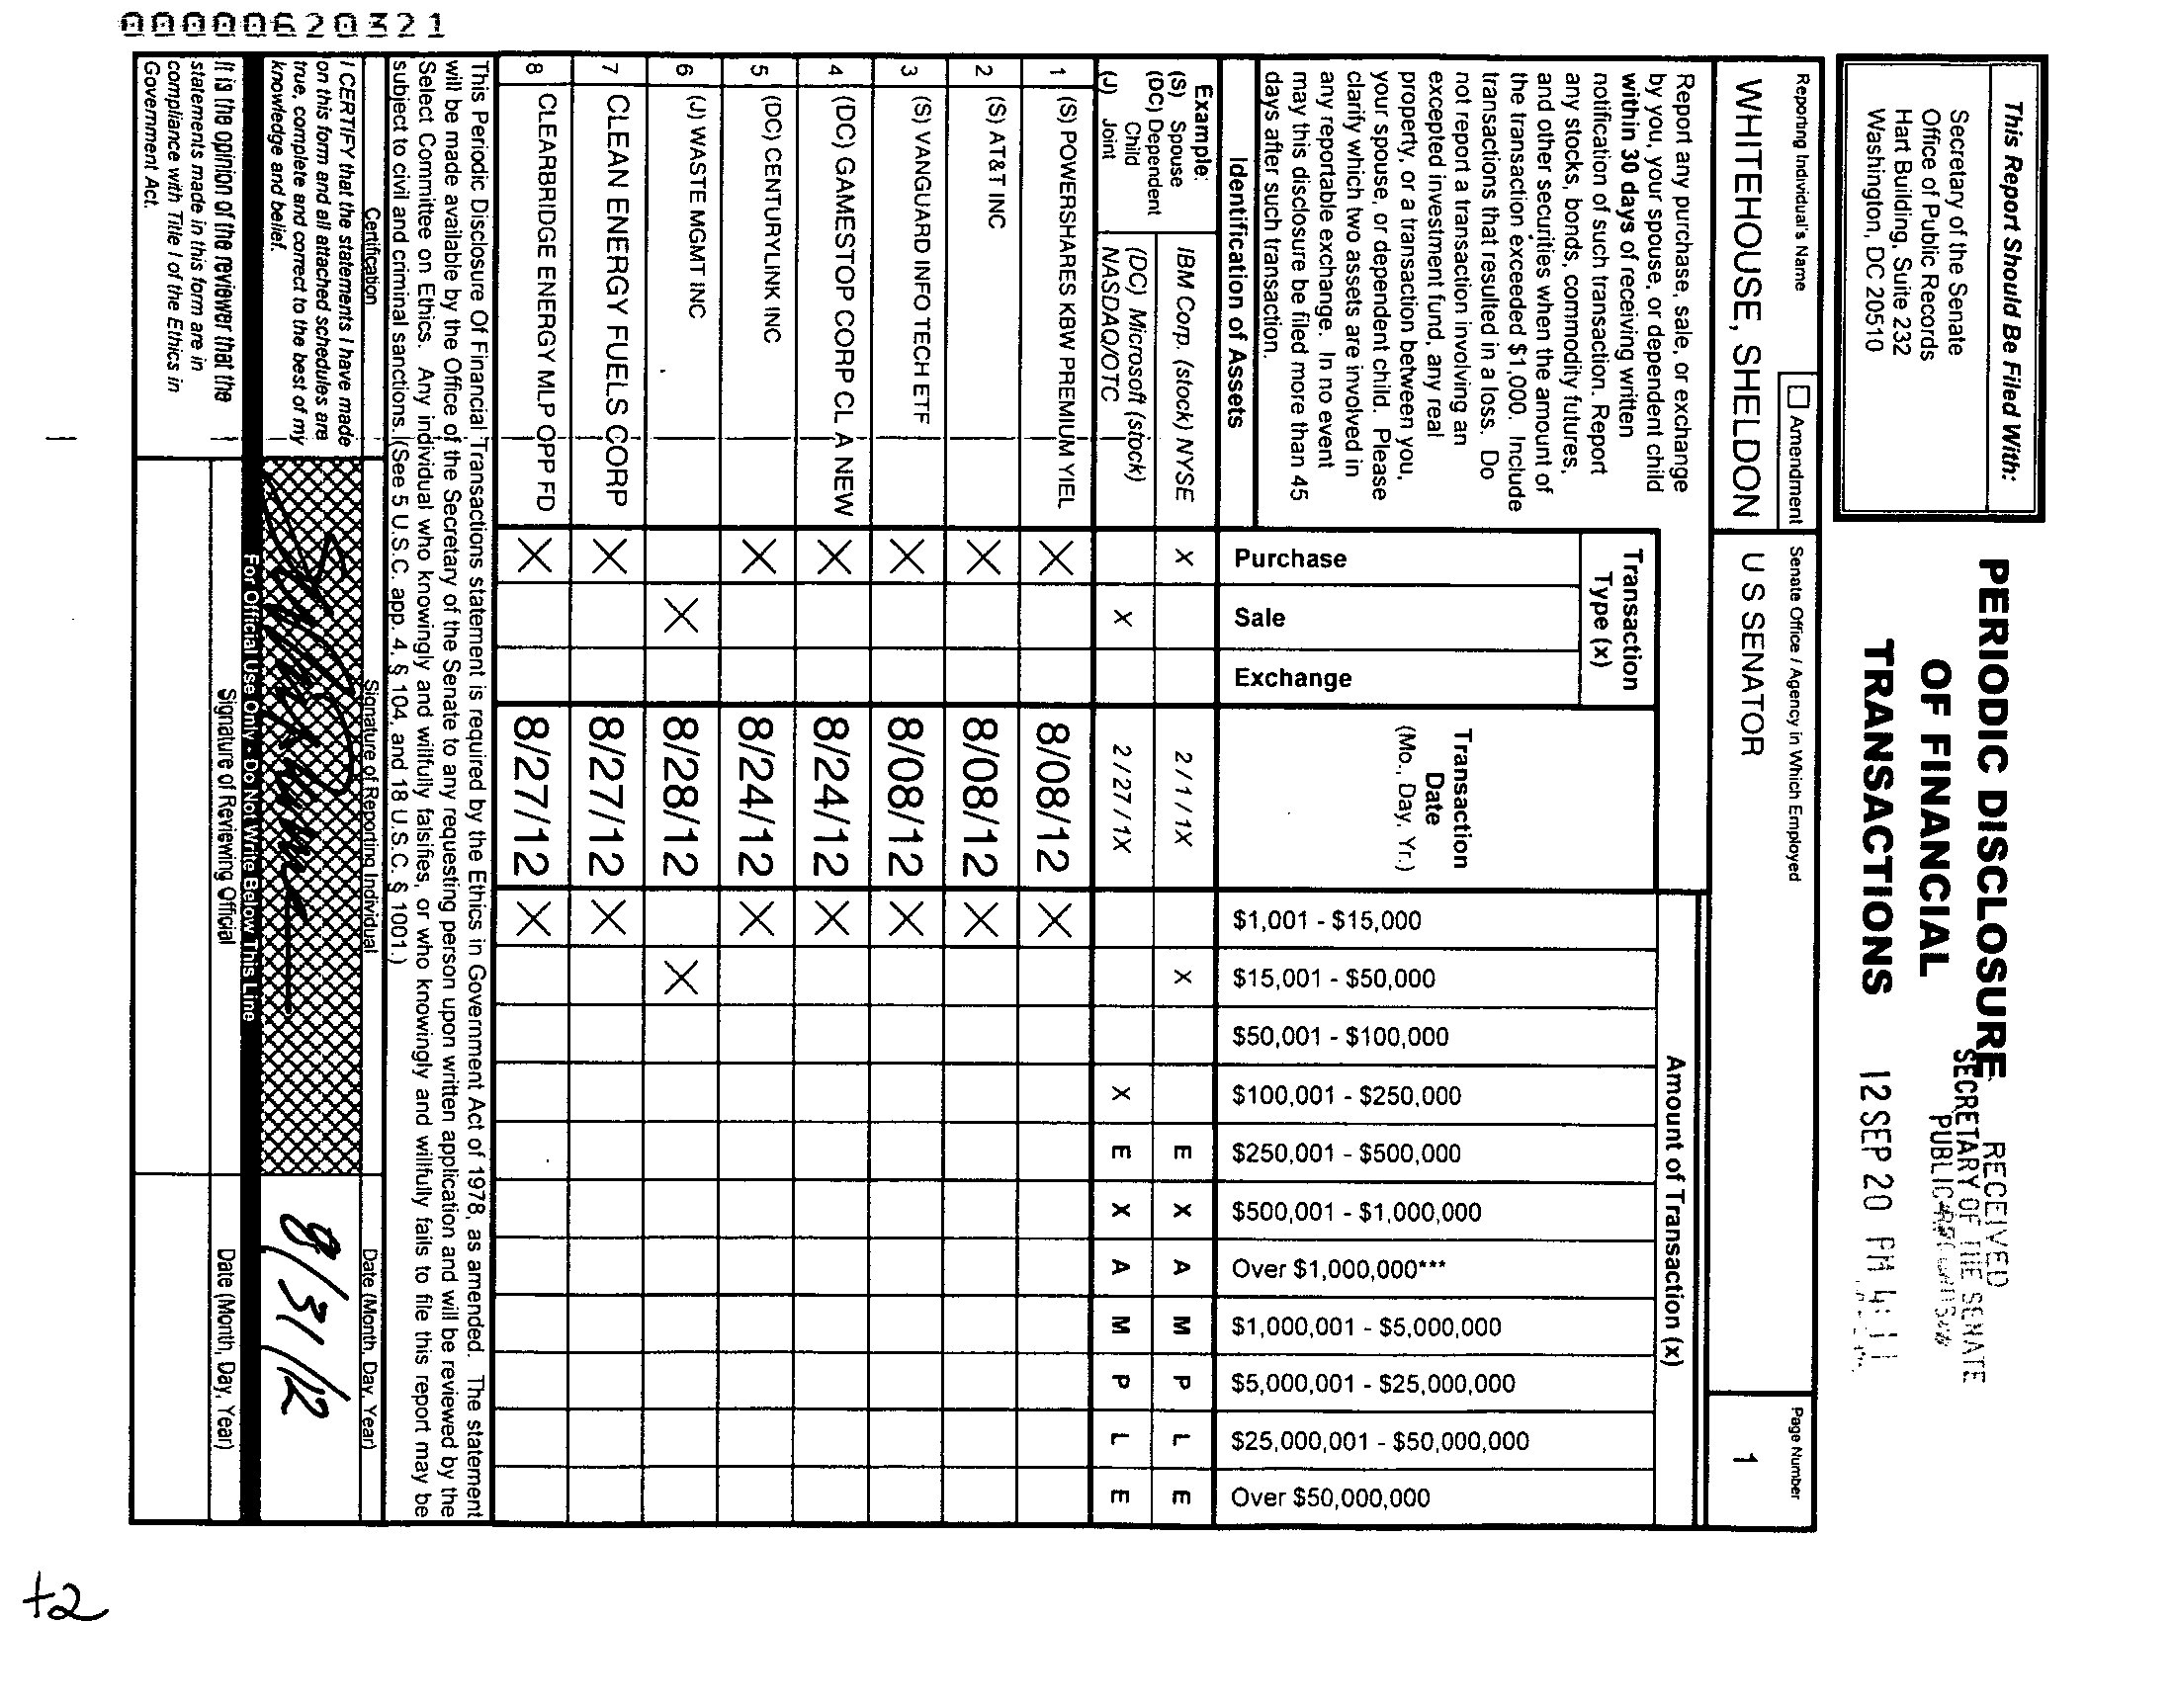 This Report Should Be Filed With:
Secretary of the Senate
Office of Public Records
Hart Building, Suite 232
Washington, DC 20510
PERIODIC DISCLOSURE
OF FINANCIAL
TRANSACTIONS
RECEIVED
SECRETARY OF THE SENATE
PUBLIC
12 SEP 20 PM 4: 11
Reporting Individual's Name
Amendment
WHITEHOUSE, SHELDON
Senate Office / Agency in Which Employed
U S SENATOR
Page Number
1
Report any purchase, sale, or exchange
by you, your spouse, or dependent child
within 30 days of receiving written
notification of such transaction. Report
any stocks, bonds, commodity futures,
and other securities when the amount of
the transaction exceeded $1,000. Include
transactions that resulted in a loss. Do
not report a transaction involving an
excepted investment fund, any real
property, or a transaction between you,
your spouse, or dependent child. Please
clarify which two assets are involved in
any reportable exchange. In no event
may this disclosure be filed more than 45
days after such transaction.
Identification of Assets
Transaction
Type (x)
Purchase
Sale
Exchange
Transaction
Date
(Mo., Day, Yr.)
Amount of Transaction (x)
$1,001 - $15,000
$15,001 - $50,000
$50,001 - $100,000
$100,001 - $250,000
$250,001 - $500,000
$500,001 - $1,000,000
Over $1,000,000***
$1,000,001 - $5,000,000
$5,000,001 - $25,000,000
$25,000,001 - $50,000,000
Over $50,000,000
Example:
(S) Spouse
(DC) Dependent
Child
(J) Joint
IBM Corp. (stock) NYSE X 2 / 1 / 1X X E X A M P L E
(DC) Microsoft (stock)
NASDAQ/OTC X 2 / 27 / 1X X E X A M P L E
1 (S) POWERSHARES KBW PREMIUM YIEL X 8/08/12 X
2 (S) AT&T INC X 8/08/12 X
3 (S) VANGUARD INFO TECH ETF X 8/08/12 X
4 (DC) GAMESTOP CORP CL A NEW X 8/24/12 X
5 (DC) CENTURYLINK INC X 8/24/12 X
6 (J) WASTE MGMT INC X 8/28/12 X
7 CLEAN ENERGY FUELS CORP X 8/27/12 X
8 CLEARBRIDGE ENERGY MLP OPP FD X 8/27/12 X
This Periodic Disclosure Of Financial Transactions statement is required by the Ethics in Government Act of 1978, as amended. The statement
will be made available by the Office of the Secretary of the Senate to any requesting person upon written application and will be reviewed by the
Select Committee on Ethics. Any individual who knowingly and willfully falsifies, or who knowingly and willfully fails to file this report may be
subject to civil and criminal sanctions. (See 5 U.S.C. app. 4, § 104, and 18 U.S.C. § 1001.)
Certification
Signature of Reporting Individual
Date (Month, Day, Year)
I CERTIFY that the statements I have made
on this form and all attached schedules are
true, complete and correct to the best of my
knowledge and belief.
8/31/12
For Official Use Only - Do Not Write Below This Line
It is the opinion of the reviewer that the
statements made in this form are in
compliance with Title I of the Ethics in
Government Act.
Signature of Reviewing Official
Date (Month, Day, Year)
00000620321
+2